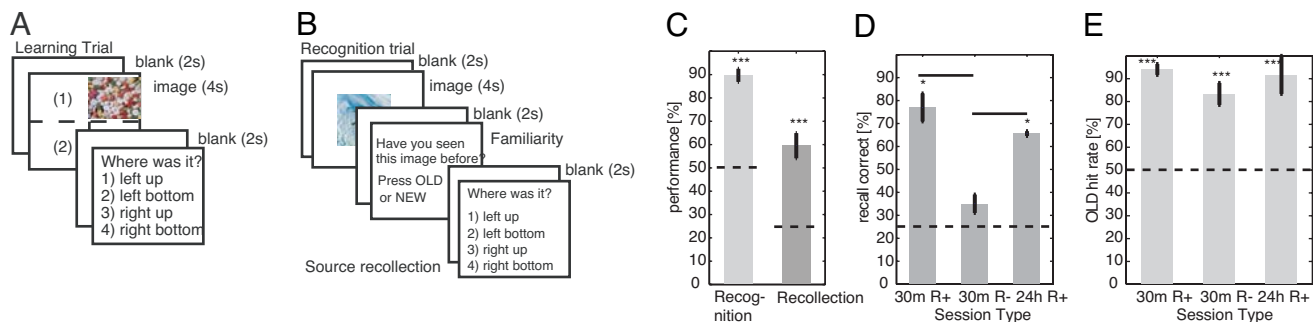 A
Learning Trial
blank (2s)
image (4s)
(1)
(2)
blank (2s)
Where was it?
1) left up
2) left bottom
3) right up
4) right bottom
B
Recognition trial
blank (2s)
image (4s)
blank (2s)
Familiarity
Have you seen
this image before?
Press OLD
or NEW
blank (2s)
Where was it?
1) left up
2) left bottom
3) right up
4) right bottom
Source recollection
C
performance [%]
90
80
70
60
50
40
30
20
10
0
***
***
Recog-
nition
Recollection
D
recall correct [%]
90
80
70
60
50
40
30
20
10
0
*
*
30m R+ 30m R- 24h R+
Session Type
E
OLD hit rate [%]
90
80
70
60
50
40
30
20
10
0
***
***
***
30m R+ 30m R- 24h R+
Session Type